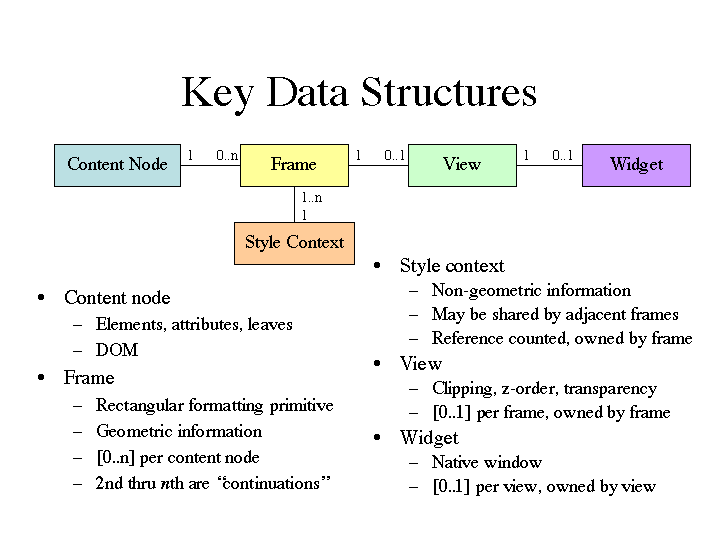 Key Data Structures
Content Node 1 0..n Frame 1 0..1 View 1 0..1 Widget
1..n
1
Style Context
• Content node
– Elements, attributes, leaves
– DOM
• Frame
– Rectangular formatting primitive
– Geometric information
– [0..n] per content node
– 2nd thru nth are “continuations”
• Style context
– Non-geometric information
– May be shared by adjacent frames
– Reference counted, owned by frame
• View
– Clipping, z-order, transparency
– [0..1] per frame, owned by frame
• Widget
– Native window
– [0..1] per view, owned by view